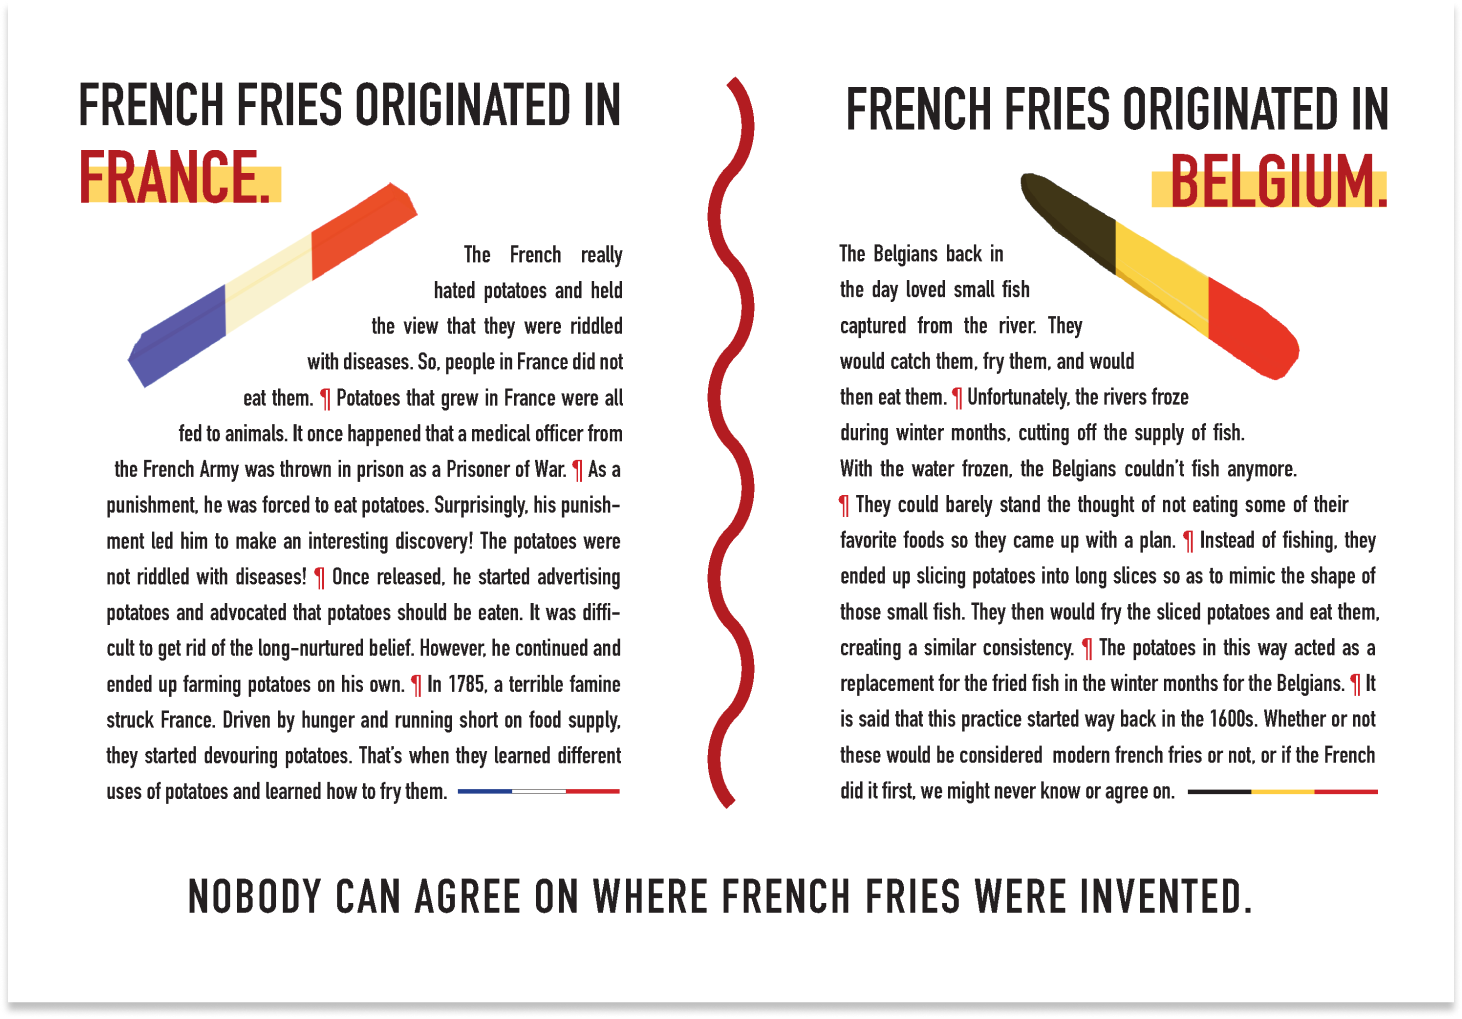 FRENCH FRIES ORIGINATED IN
FRANCE.
The French really
hated potatoes and held
the view that they were riddled
with diseases. So, people in France did not
eat them. ¶ Potatoes that grew in France were all
fed to animals. It once happened that a medical officer from
the French Army was thrown in prison as a Prisoner of War. ¶ As a
punishment, he was forced to eat potatoes. Surprisingly, his punish-
ment led him to make an interesting discovery! The potatoes were
not riddled with diseases! ¶ Once released, he started advertising
potatoes and advocated that potatoes should be eaten. It was diffi-
cult to get rid of the long-nurtured belief. However, he continued and
ended up farming potatoes on his own. ¶ In 1785, a terrible famine
struck France. Driven by hunger and running short on food supply,
they started devouring potatoes. That's when they learned different
uses of potatoes and learned how to fry them.
FRENCH FRIES ORIGINATED IN
BELGIUM.
The Belgians back in
the day loved small fish
captured from the river. They
would catch them, fry them, and would
then eat them. ¶ Unfortunately, the rivers froze
during winter months, cutting off the supply of fish.
With the water frozen, the Belgians couldn't fish anymore.
¶ They could barely stand the thought of not eating some of their
favorite foods so they came up with a plan. ¶ Instead of fishing, they
ended up slicing potatoes into long slices so as to mimic the shape of
those small fish. They then would fry the sliced potatoes and eat them,
creating a similar consistency. ¶ The potatoes in this way acted as a
replacement for the fried fish in the winter months for the Belgians. ¶ It
is said that this practice started way back in the 1600s. Whether or not
these would be considered modern french fries or not, or if the French
did it first, we might never know or agree on.
NOBODY CAN AGREE ON WHERE FRENCH FRIES WERE INVENTED.